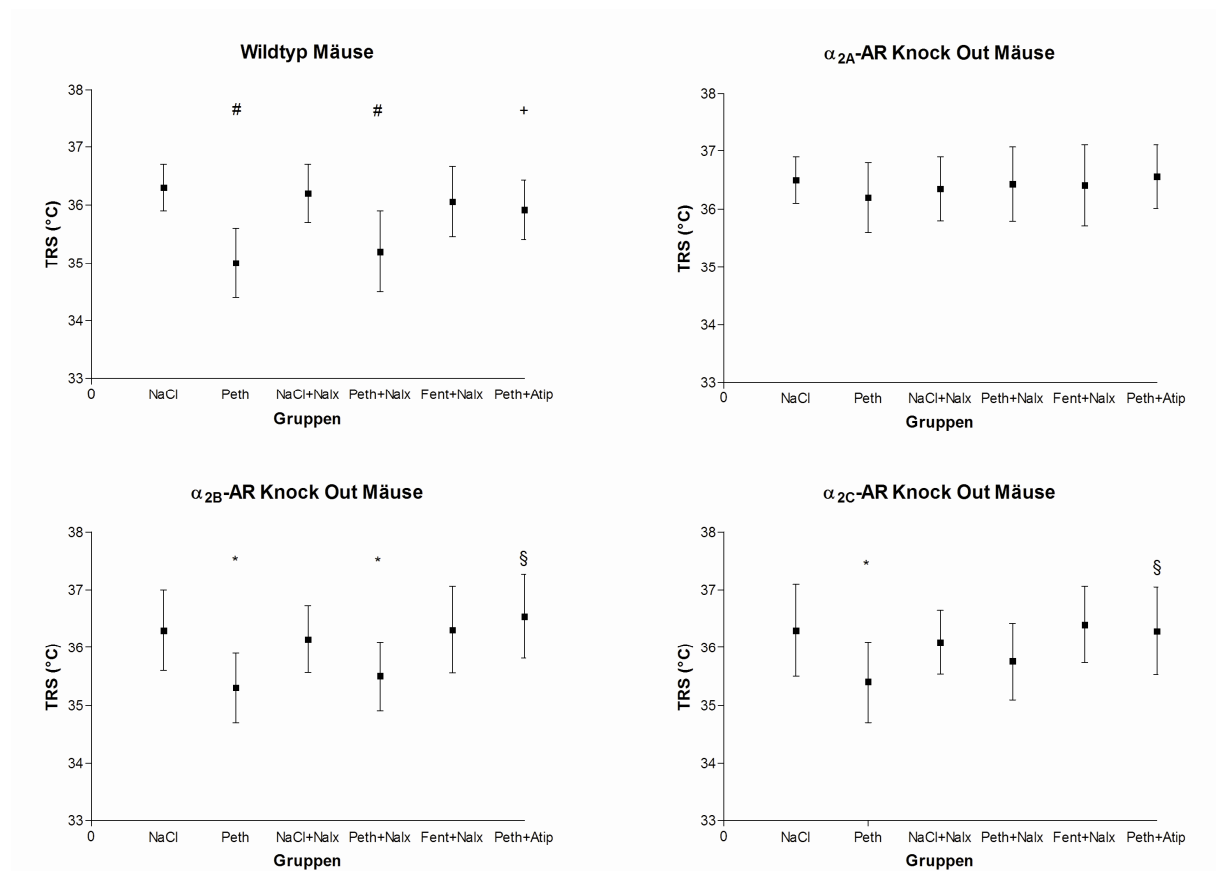 Wildtyp Mäuse
38
# # +
37
36
TRS (°C)
35
34
33
0 NaCl Peth NaCl+Nalx Peth+Nalx Fent+Nalx Peth+Atip
Gruppen
α2A-AR Knock Out Mäuse
38
37
36
TRS (°C)
35
34
33
0 NaCl Peth NaCl+Nalx Peth+Nalx Fent+Nalx Peth+Atip
Gruppen
α2B-AR Knock Out Mäuse
38
* * §
37
36
TRS (°C)
35
34
33
0 NaCl Peth NaCl+Nalx Peth+Nalx Fent+Nalx Peth+Atip
Gruppen
α2C-AR Knock Out Mäuse
38
* §
37
36
TRS (°C)
35
34
33
0 NaCl Peth NaCl+Nalx Peth+Nalx Fent+Nalx Peth+Atip
Gruppen